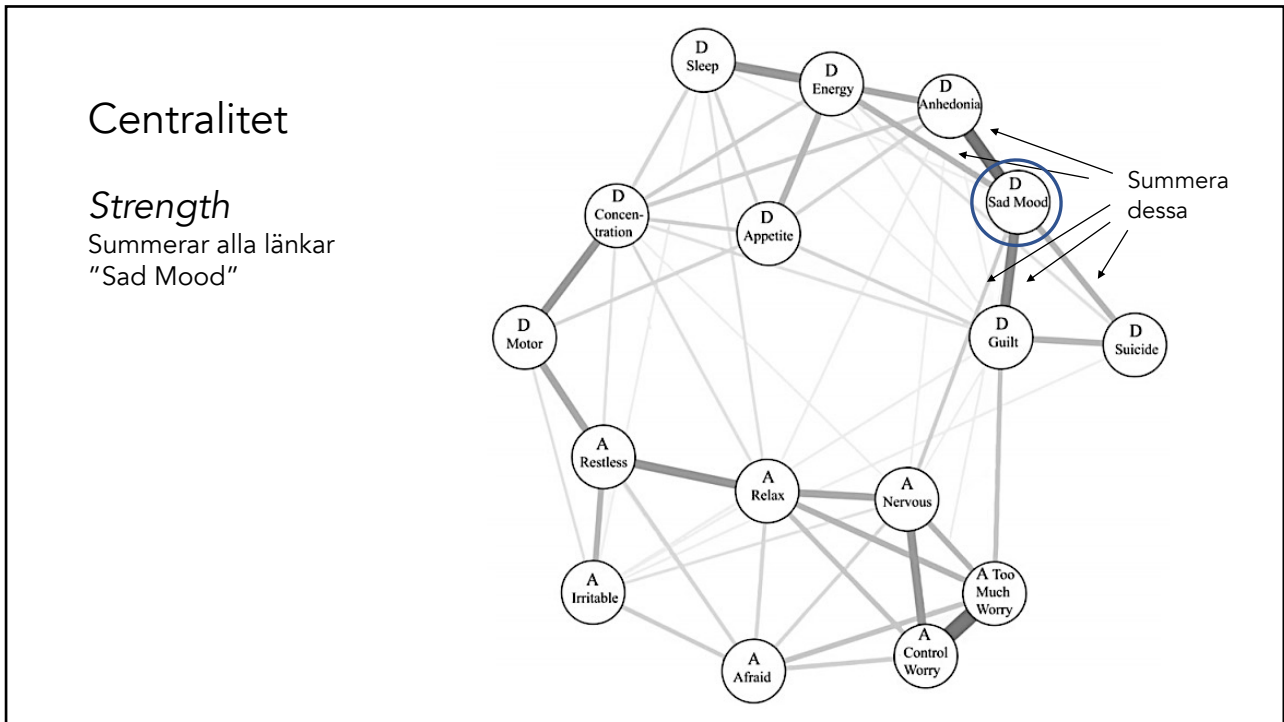 Centralitet
Strength
Summerar alla länkar
”Sad Mood”
D
Sleep
D
Energy
D
Anhedonia
D
Sad Mood
Summera
dessa
D
Concen-
tration
D
Appetite
D
Motor
D
Guilt
D
Suicide
A
Restless
A
Relax
A
Nervous
A
Irritable
A Too
Much
Worry
A
Control
Worry
A
Afraid